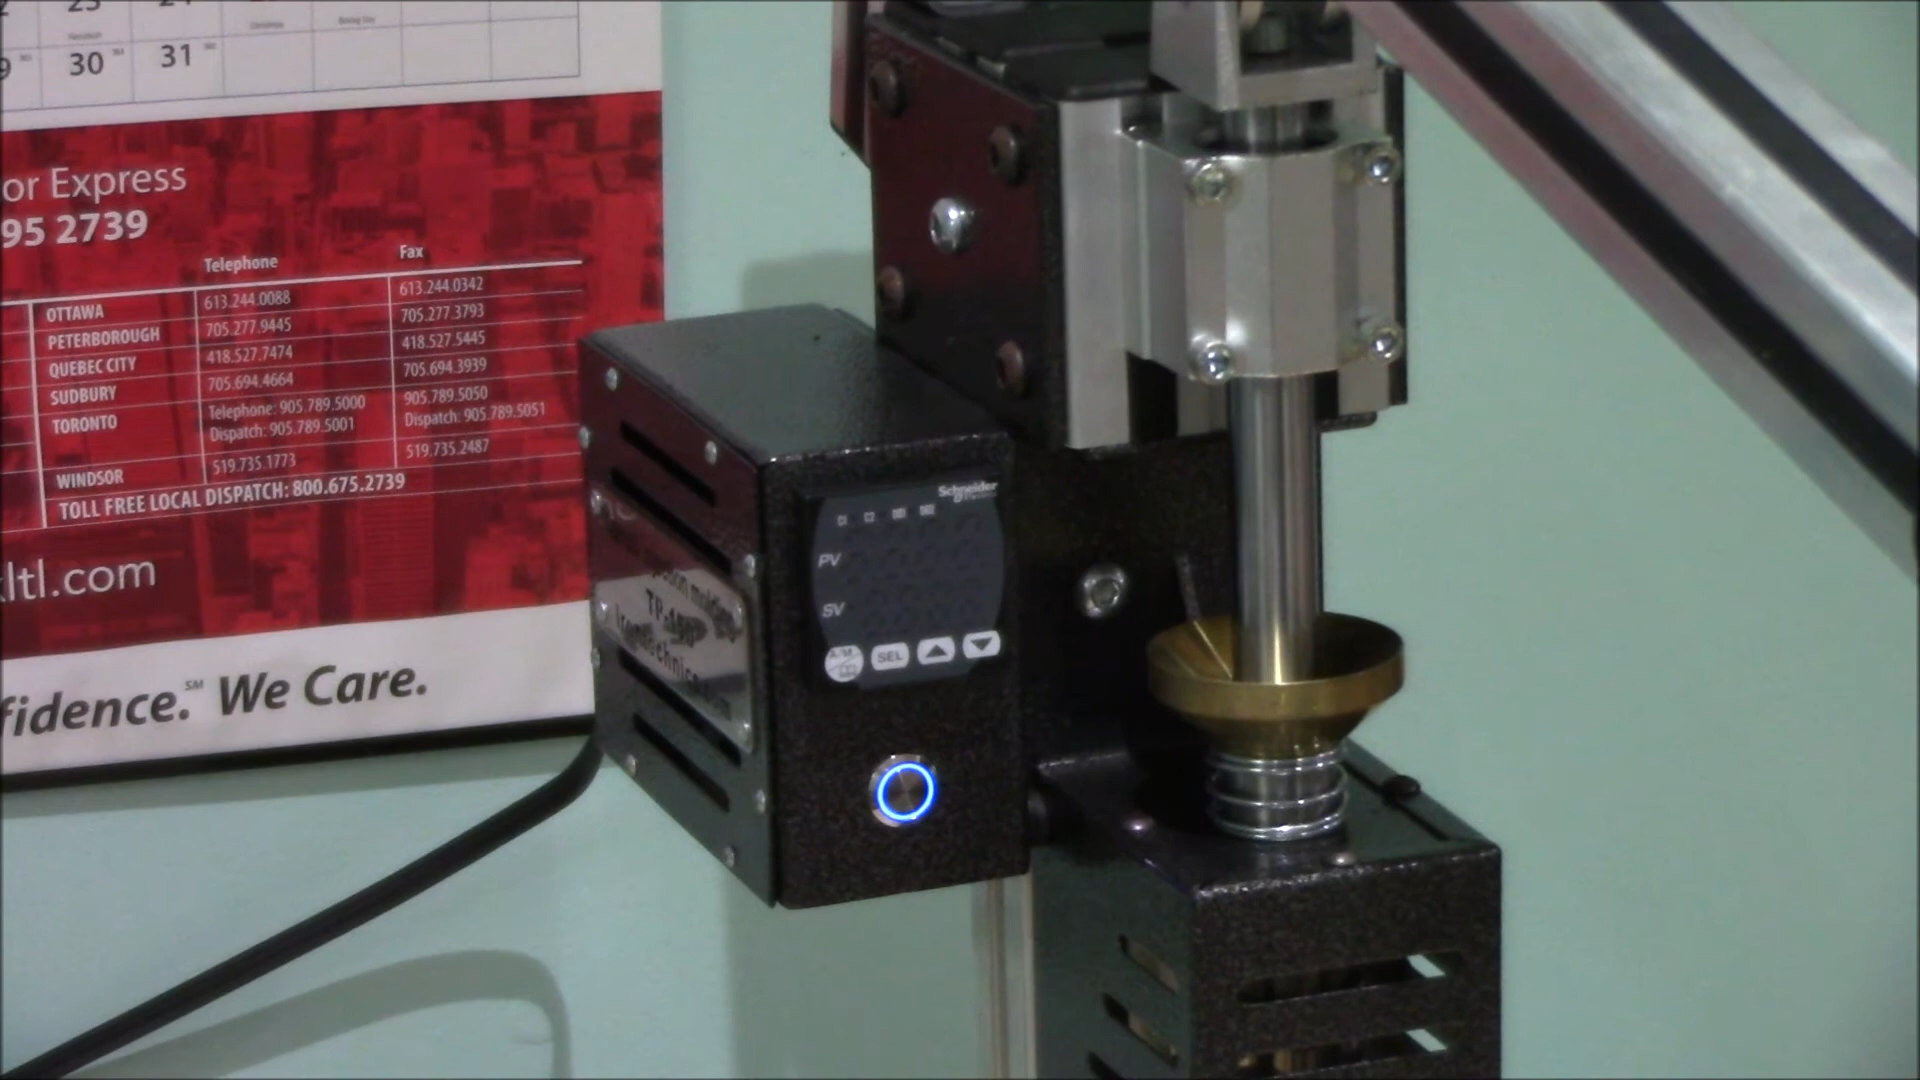 30 31
or Express
95 2739
Telephone Fax
OTTAWA 613.244.0088 613.244.0342
PETERBOROUGH 705.277.9445 705.277.3793
QUEBEC CITY 418.527.7474 418.527.5445
SUDBURY 705.694.4664 705.694.3939
TORONTO Telephone: 905.789.5000 905.789.5050
Dispatch: 905.789.5001 Dispatch: 905.789.5051
WINDSOR 519.735.1773 519.735.2487
TOLL FREE LOCAL DISPATCH: 800.675.2739
ltl.com
fidence.℠ We Care.
Schneider
C1 C2
PV
SV
SEL